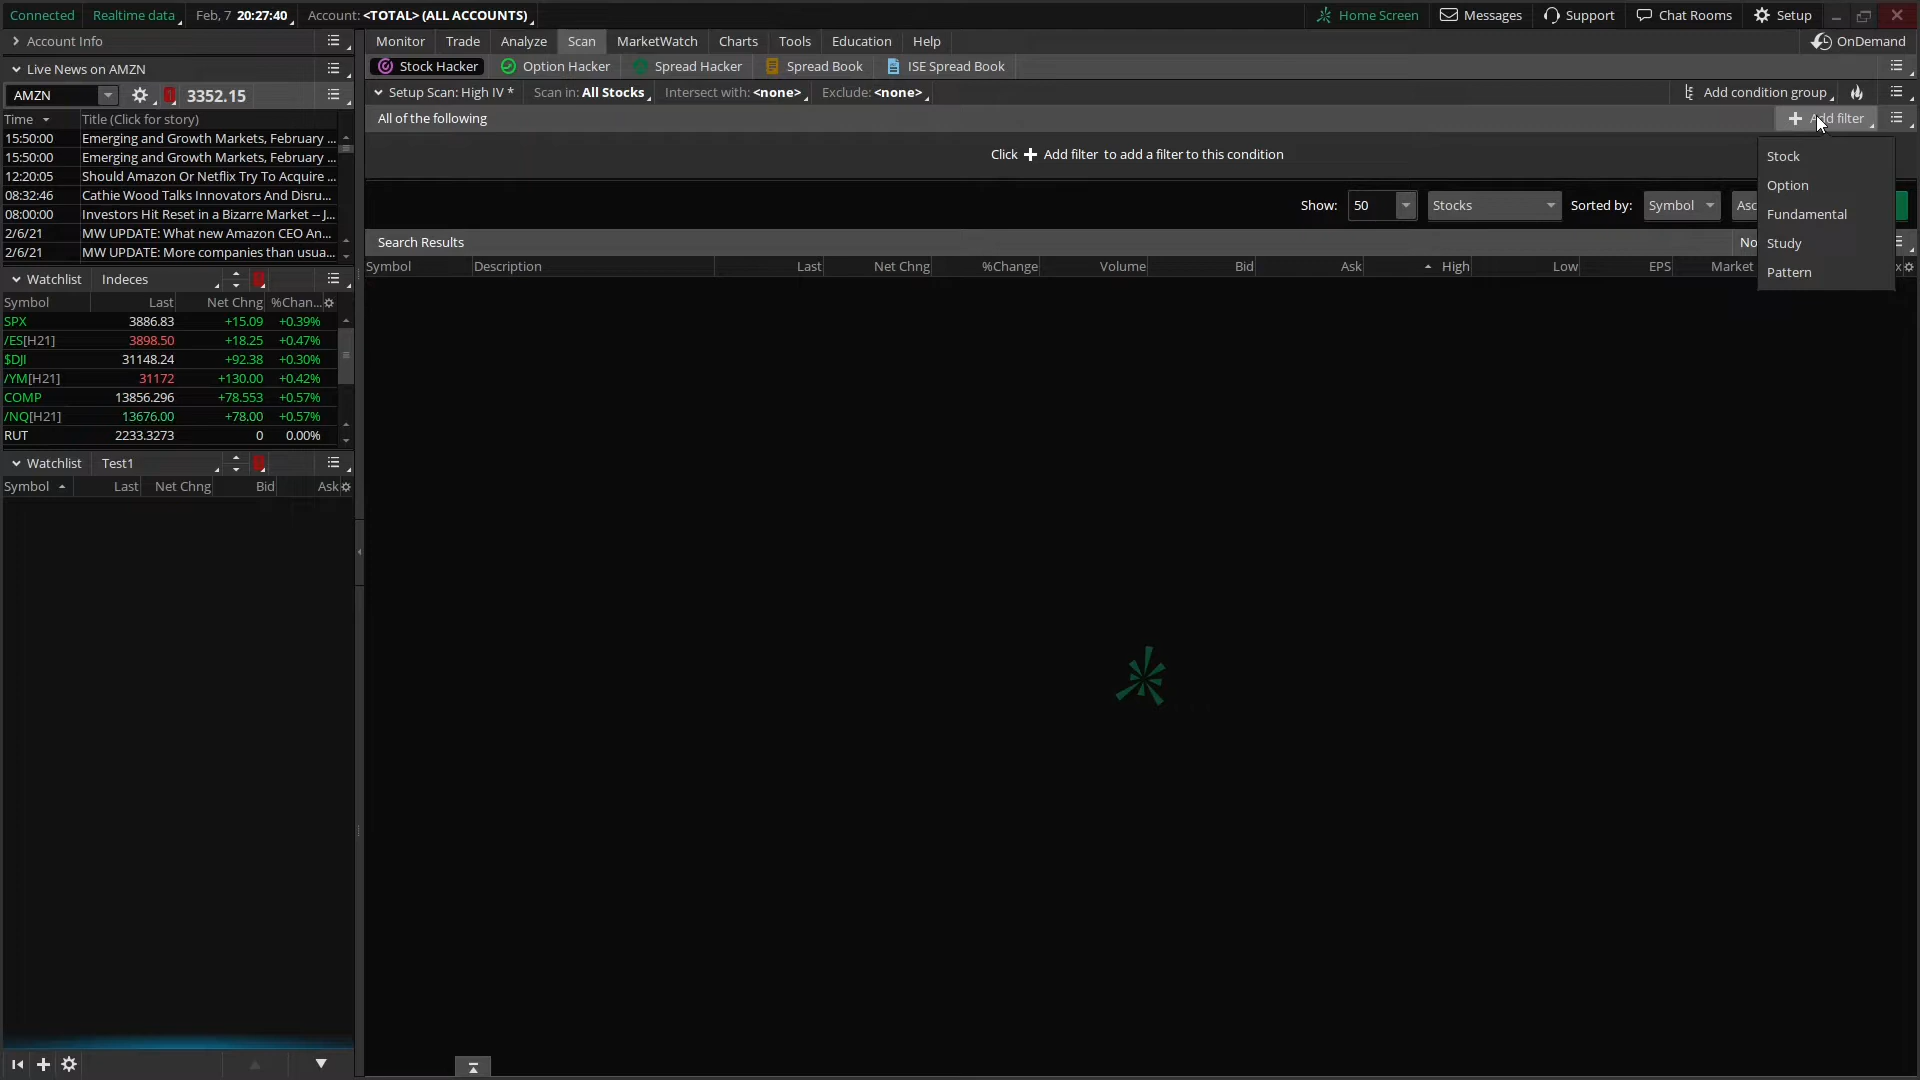 Connected Realtime data Feb, 7 20:27:40 Account: <TOTAL> (ALL ACCOUNTS) Home Screen Messages Support Chat Rooms Setup
Account Info Monitor Trade Analyze Scan MarketWatch Charts Tools Education Help OnDemand
Live News on AMZN Stock Hacker Option Hacker Spread Hacker Spread Book ISE Spread Book
AMZN 3352.15 Setup Scan: High IV * Scan in: All Stocks Intersect with: <none> Exclude: <none> Add condition group
Time Title (Click for story) All of the following Add filter
15:50:00 Emerging and Growth Markets, February ...
15:50:00 Emerging and Growth Markets, February ... Click + Add filter to add a filter to this condition Stock
12:20:05 Should Amazon Or Netflix Try To Acquire ...
08:32:46 Cathie Wood Talks Innovators And Disru... Option
08:00:00 Investors Hit Reset in a Bizarre Market -- J... Show: 50 Stocks Sorted by: Symbol Asc Fundamental
2/6/21 MW UPDATE: What new Amazon CEO An...
2/6/21 MW UPDATE: More companies than usua... Search Results No Study
Watchlist Indeces Symbol Description Last Net Chng %Change Volume Bid Ask High Low EPS Market Pattern x
Symbol Last Net Chng %Chan...
SPX 3886.83 +15.09 +0.39%
/ES[H21] 3898.50 +18.25 +0.47%
$DJI 31148.24 +92.38 +0.30%
/YM[H21] 31172 +130.00 +0.42%
COMP 13856.296 +78.553 +0.57%
/NQ[H21] 13676.00 +78.00 +0.57%
RUT 2233.3273 0 0.00%
Watchlist Test1
Symbol Last Net Chng Bid Ask